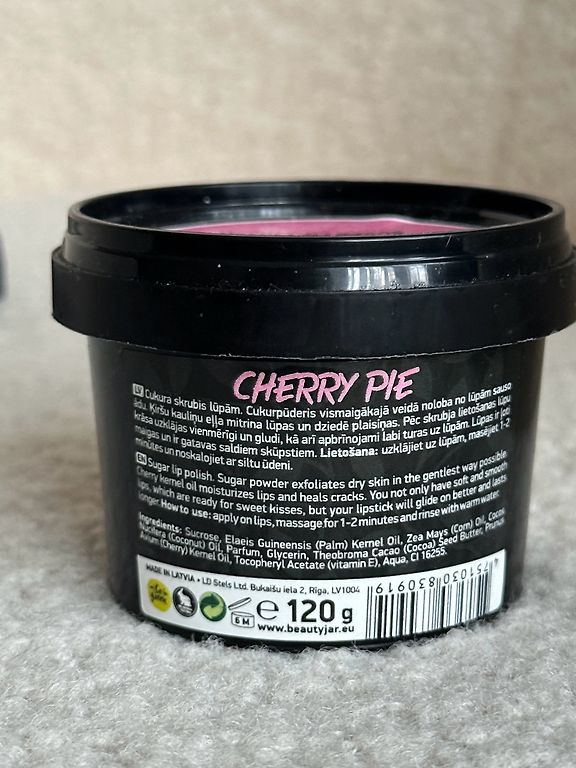 CHERRY PIE
LV Cukura skrubis lūpām. Cukurpūderis vismaigākajā veidā noloba no lūpām sauso
ādu. Ķiršu kauliņu eļļa mitrina lūpas un dziedē plaisiņas. Pēc skrubja lietošanas lūpu
krāsa uzklājas vienmērīgi un gludi, kā arī apbrīnojami labi turas uz lūpām. Lūpas ir ļoti
maigas un ir gatavas saldiem skūpstiem. Lietošana: uzklājiet uz lūpām, masējiet 1-2
minūtes un noskalojiet ar siltu ūdeni.
EN Sugar lip polish. Sugar powder exfoliates dry skin in the gentlest way possible.
Cherry kernel oil moisturizes lips and heals cracks. You not only have soft and smooth
lips, which are ready for sweet kisses, but your lipstick will glide on better and lasts
longer. How to use: apply on lips, massage for 1-2 minutes and rinse with warm water.
Ingredients: Sucrose, Elaeis Guineensis (Palm) Kernel Oil, Zea Mays (Corn) Oil, Cocos
Nucifera (Coconut) Oil, Parfum, Glycerin, Theobroma Cacao (Cocoa) Seed Butter, Prunus
Avium (Cherry) Kernel Oil, Tocopheryl Acetate (vitamin E), Aqua, CI 16255.
MADE IN LATVIA • LD Stels Ltd. Bukaišu iela 2, Rīga, LV1004
6 M
℮ 120 g
www.beautyjar.eu
4751030830919